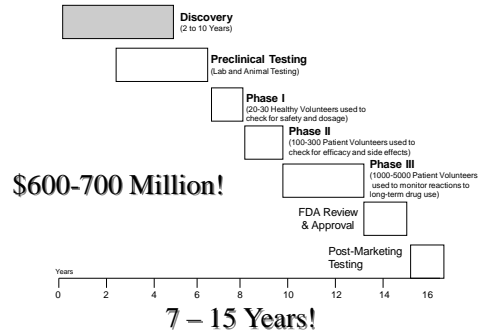 Discovery
(2 to 10 Years)
Preclinical Testing
(Lab and Animal Testing)
Phase I
(20-30 Healthy Volunteers used to
check for safety and dosage)
Phase II
(100-300 Patient Volunteers used to
check for efficacy and side effects)
Phase III
(1000-5000 Patient Volunteers
used to monitor reactions to
long-term drug use)
$600-700 Million!
FDA Review
& Approval
Post-Marketing
Testing
Years
0 2 4 6 8 10 12 14 16
7 – 15 Years!